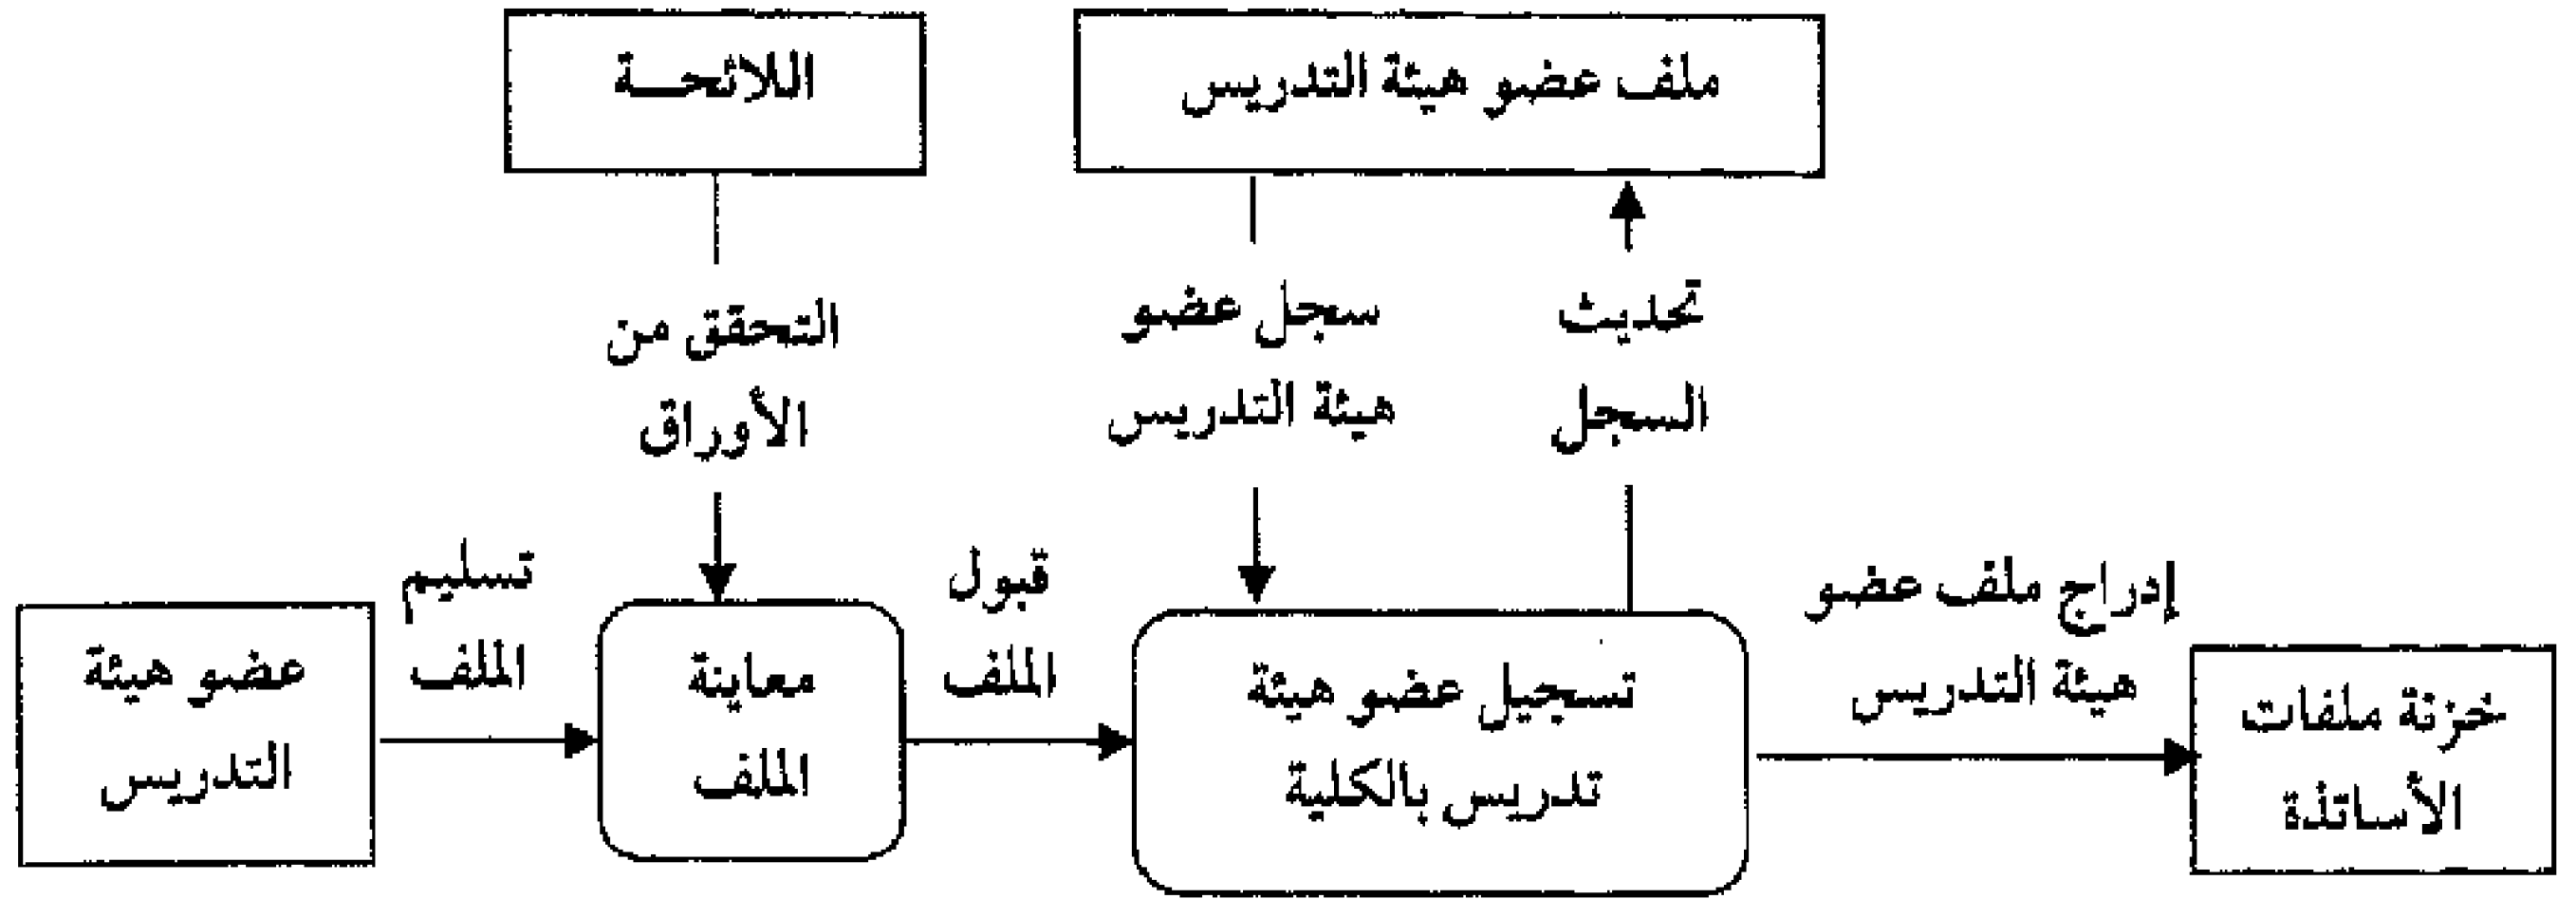 اللائحـــة
ملف عضو هيئة التدريس
التحقق من
الأوراق
سجل عضو
هيئة التدريس
تحديث
السجل
عضو هيئة
التدريس
تسليم
الملف
معاينة
الملف
قبول
الملف
تسجيل عضو هيئة
تدريس بالكلية
إدراج ملف عضو
هيئة التدريس
خزنة ملفات
الأساتذة